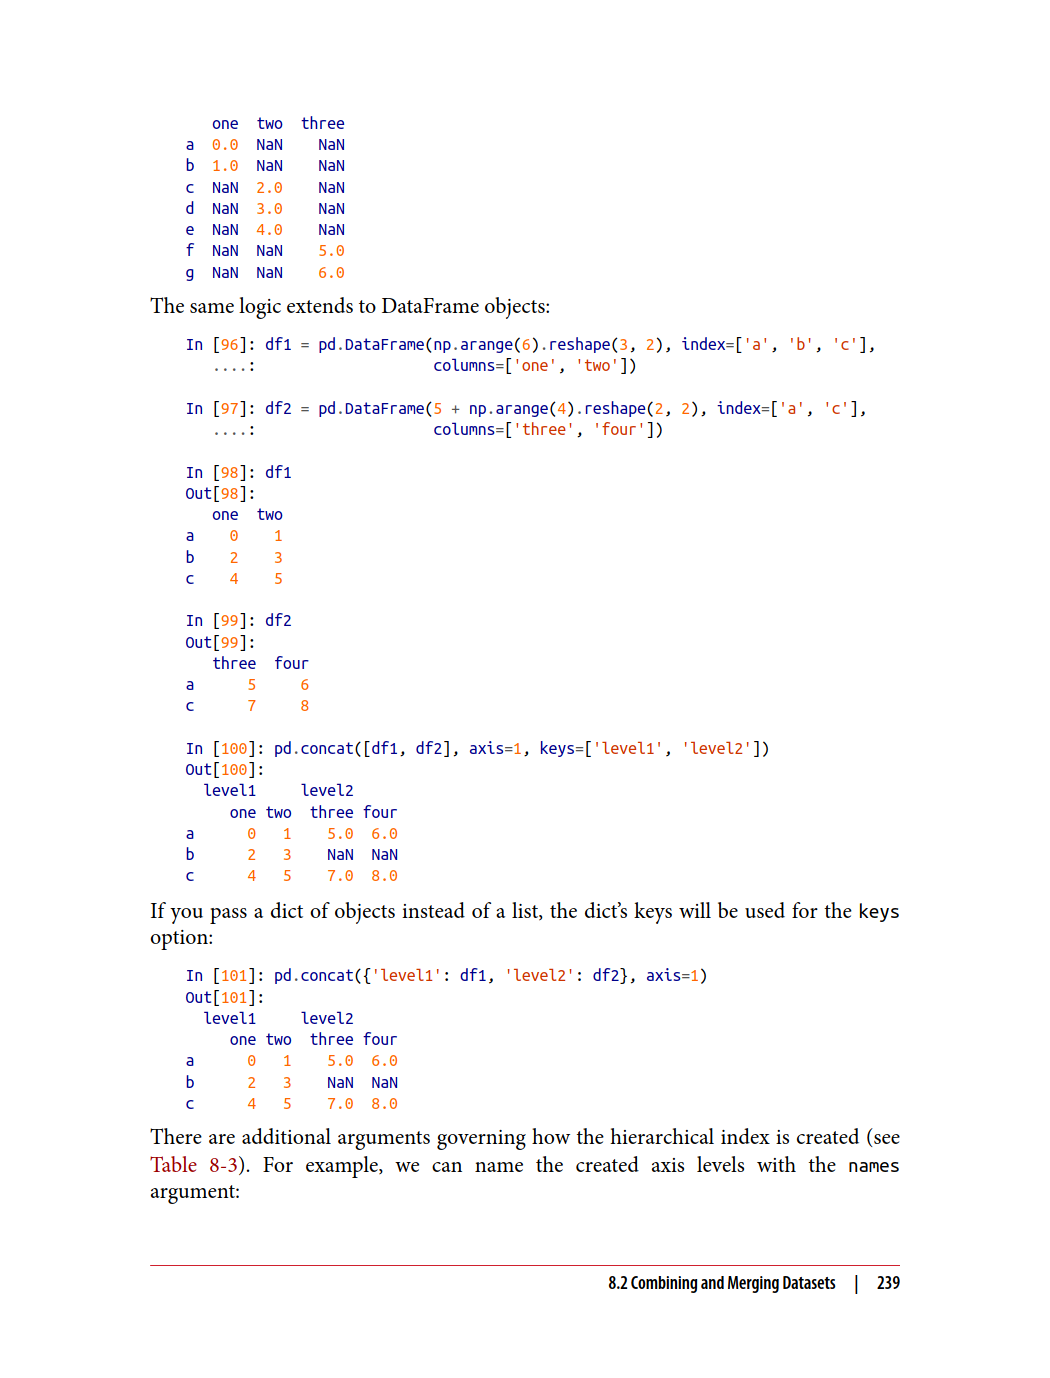 one  two  three
a  0.0  NaN    NaN
b  1.0  NaN    NaN
c  NaN  2.0    NaN
d  NaN  3.0    NaN
e  NaN  4.0    NaN
f  NaN  NaN    5.0
g  NaN  NaN    6.0
The same logic extends to DataFrame objects:
In [96]: df1 = pd.DataFrame(np.arange(6).reshape(3, 2), index=['a', 'b', 'c'],
   ....:                    columns=['one', 'two'])
In [97]: df2 = pd.DataFrame(5 + np.arange(4).reshape(2, 2), index=['a', 'c'],
   ....:                    columns=['three', 'four'])
In [98]: df1
Out[98]:
   one  two
a    0    1
b    2    3
c    4    5
In [99]: df2
Out[99]:
   three  four
a      5     6
c      7     8
In [100]: pd.concat([df1, df2], axis=1, keys=['level1', 'level2'])
Out[100]:
  level1     level2
     one two  three four
a      0   1    5.0  6.0
b      2   3    NaN  NaN
c      4   5    7.0  8.0
If you pass a dict of objects instead of a list, the dict’s keys will be used for the keys
option:
In [101]: pd.concat({'level1': df1, 'level2': df2}, axis=1)
Out[101]:
  level1     level2
     one two  three four
a      0   1    5.0  6.0
b      2   3    NaN  NaN
c      4   5    7.0  8.0
There are additional arguments governing how the hierarchical index is created (see
Table 8-3). For example, we can name the created axis levels with the names
argument:
8.2 Combining and Merging Datasets | 239